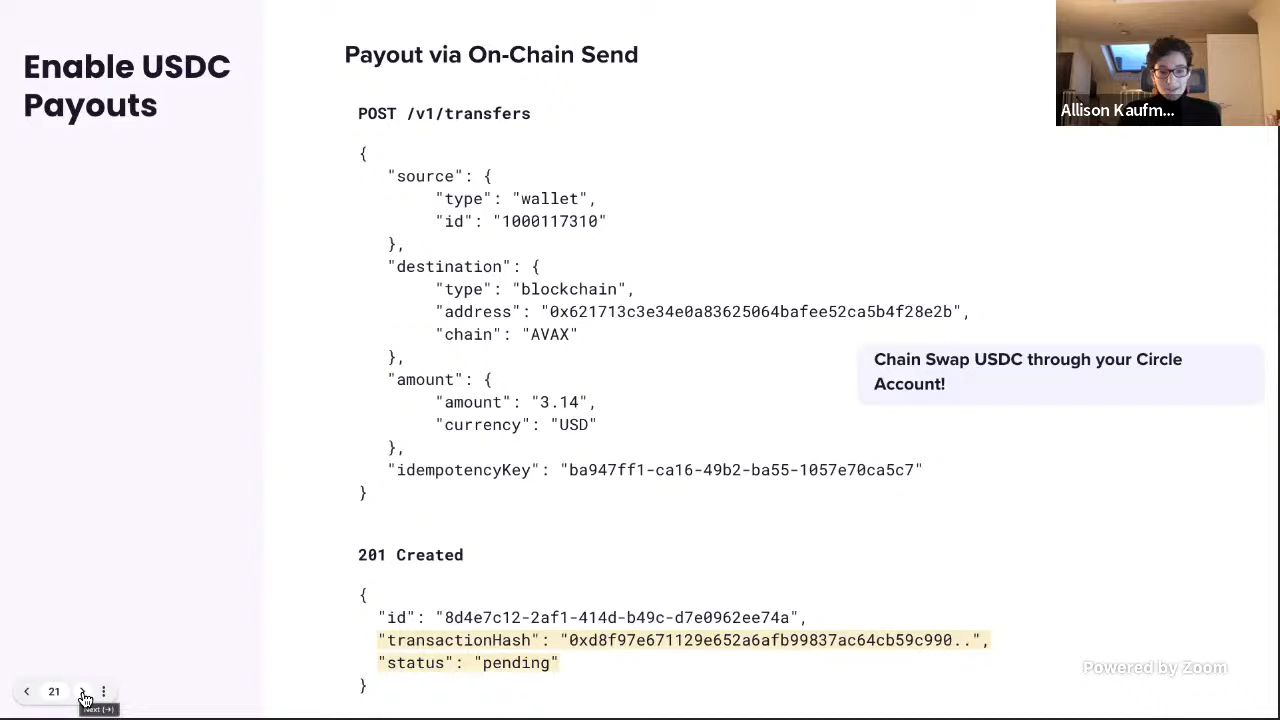 Enable USDC
Payouts
Payout via On-Chain Send
Allison Kaufm...
POST /v1/transfers
{
"source": {
"type": "wallet",
"id": "1000117310"
},
"destination": {
"type": "blockchain",
"address": "0x621713c3e34e0a83625064bafee52ca5b4f28e2b",
"chain": "AVAX"
},
"amount": {
"amount": "3.14",
"currency": "USD"
},
"idempotencyKey": "ba947ff1-ca16-49b2-ba55-1057e70ca5c7"
}
Chain Swap USDC through your Circle
Account!
201 Created
{
"id": "8d4e7c12-2af1-414d-b49c-d7e0962ee74a",
"transactionHash": "0xd8f97e671129e652a6afb99837ac64cb59c990..",
"status": "pending"
}
Powered by Zoom
21
Next (→)